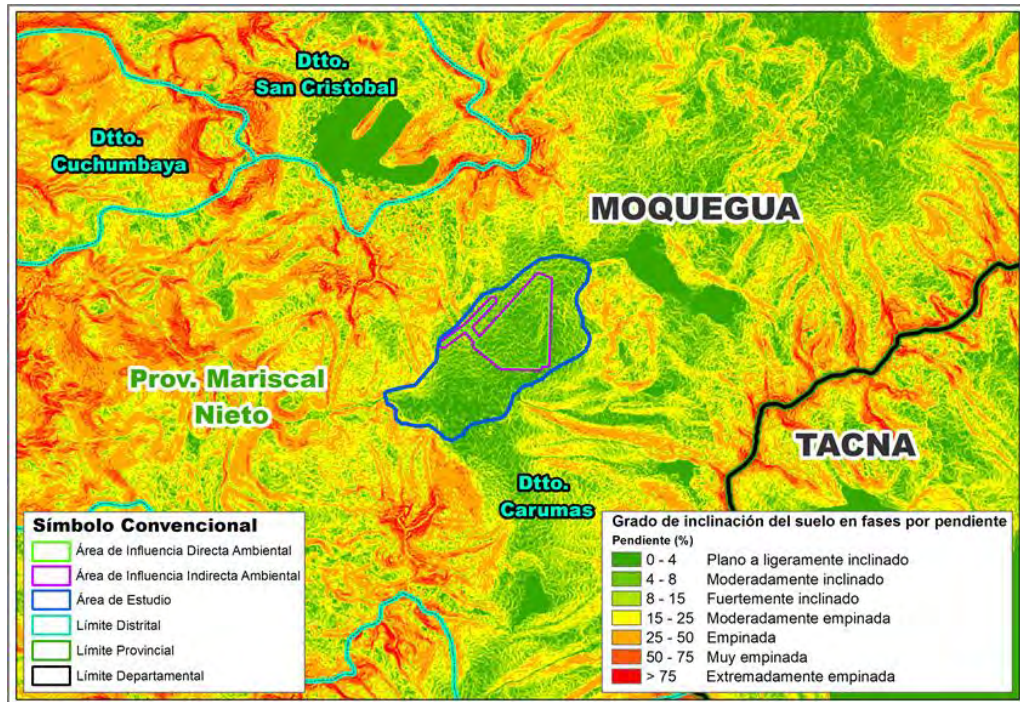 Dtto.
San Cristobal
Dtto.
Cuchumbaya
MOQUEGUA
Prov. Mariscal
Nieto
TACNA
Dtto.
Carumas
Símbolo Convencional
Área de Influencia Directa Ambiental
Área de Influencia Indirecta Ambiental
Área de Estudio
Límite Distrital
Límite Provincial
Límite Departamental
Grado de inclinación del suelo en fases por pendiente
Pendiente (%)
0 - 4 Plano a ligeramente inclinado
4 - 8 Moderadamente inclinado
8 - 15 Fuertemente inclinado
15 - 25 Moderadamente empinada
25 - 50 Empinada
50 - 75 Muy empinada
> 75 Extremadamente empinada